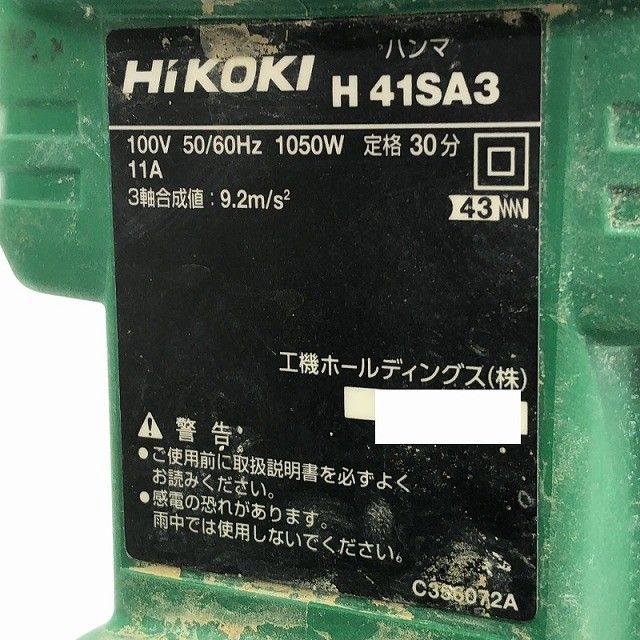 HiKOKI
ハンマ
H 41SA3
100V 50/60Hz 1050W 定格 30分
11A
3軸合成値：9.2m/s²
43
工機ホールディングス(株)
警告
●ご使用前に取扱説明書を必ずよく
お読みください。
●感電の恐れがあります。
雨中では使用しないでください。
C356072A